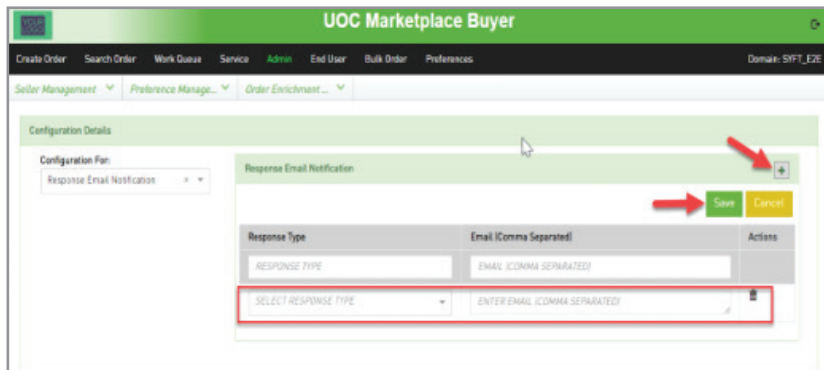 YOUR LOGO
UOC Marketplace Buyer
Create Order Search Order Work Queue Service Admin End User Bulk Order Preferences Domain: SYFT_E2E
Seller Management Preference Manage... Order Enrichment ...
Configuration Details
Configuration For:
Response Email Notification
Response Email Notification
Save Cancel
Response Type Email (Comma Separated) Actions
RESPONSE TYPE EMAIL (COMMA SEPARATED)
SELECT RESPONSE TYPE ENTER EMAIL (COMMA SEPARATED)